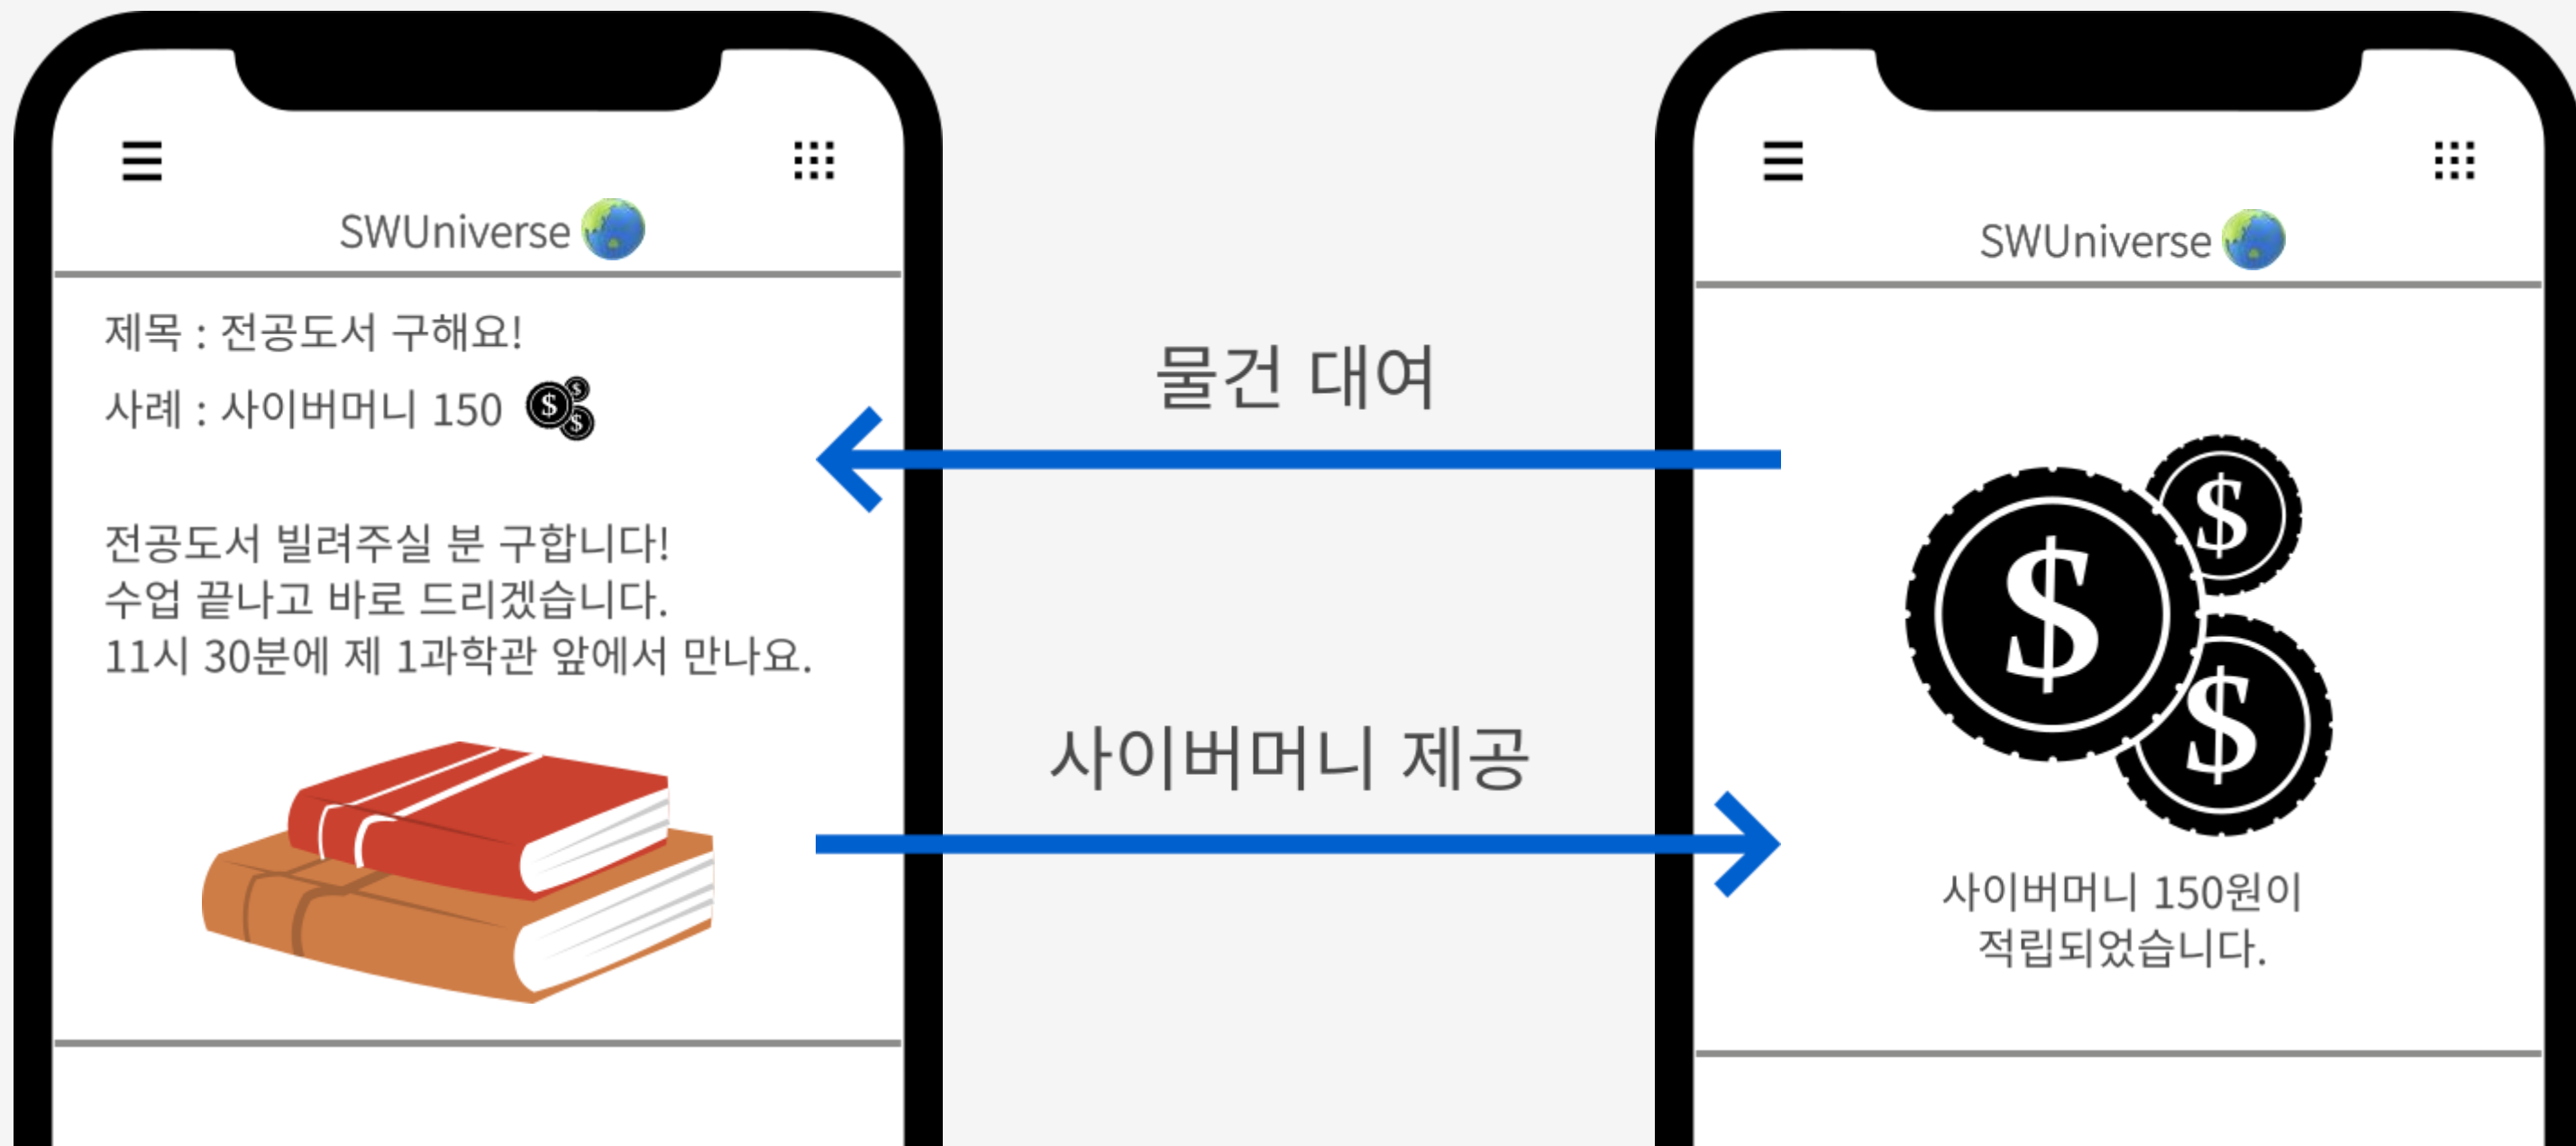 SWUniverse
제목 : 전공도서 구해요!
사례 : 사이버머니 150
전공도서 빌려주실 분 구합니다!
수업 끝나고 바로 드리겠습니다.
11시 30분에 제 1과학관 앞에서 만나요.
물건 대여
사이버머니 제공
SWUniverse
$
$
$
사이버머니 150원이
적립되었습니다.